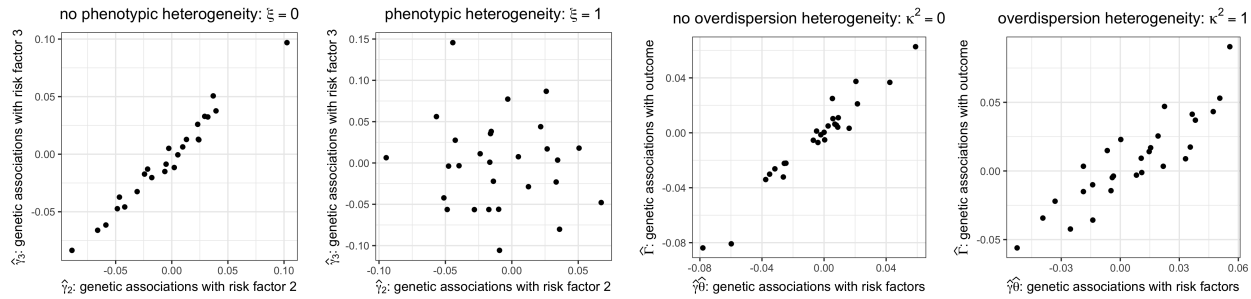 no phenotypic heterogeneity: ξ = 0
γ̂₃: genetic associations with risk factor 3
0.10
0.05
0.00
-0.05
-0.05
0.00
0.05
0.10
γ̂₂: genetic associations with risk factor 2
phenotypic heterogeneity: ξ = 1
γ̂₃: genetic associations with risk factor 3
0.15
0.10
0.05
0.00
-0.05
-0.10
-0.10
-0.05
0.00
0.05
γ̂₂: genetic associations with risk factor 2
no overdispersion heterogeneity: κ² = 0
Γ̂: genetic associations with outcome
0.04
0.00
-0.04
-0.08
-0.08
-0.04
0.00
0.04
γ̂θ̂: genetic associations with risk factors
overdispersion heterogeneity: κ² = 1
Γ̂: genetic associations with outcome
0.05
0.00
-0.05
-0.03
0.00
0.03
0.06
γ̂θ̂: genetic associations with risk factors